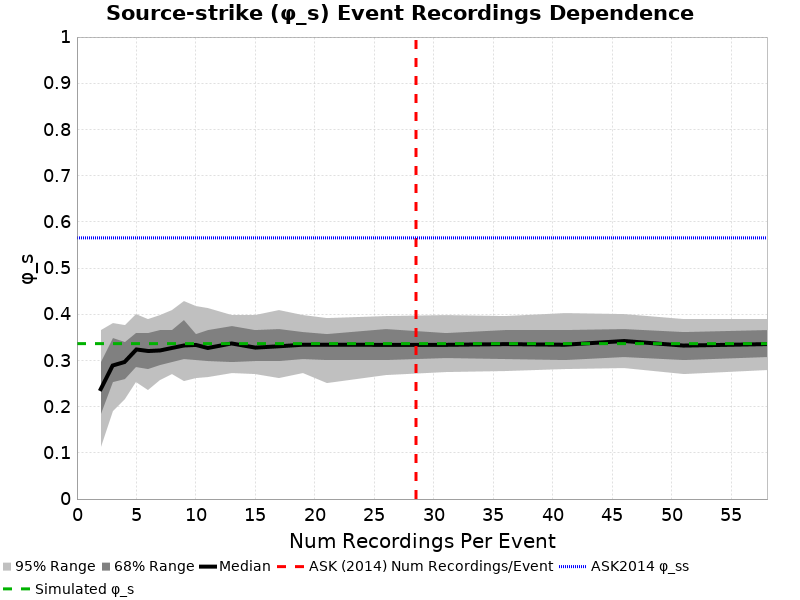 Source-strike (φ_s) Event Recordings Dependence
1
0.9
0.8
0.7
0.6
0.5
0.4
0.3
0.2
0.1
0
φ_s
0 5 10 15 20 25 30 35 40 45 50 55
Num Recordings Per Event
95% Range 68% Range Median ASK (2014) Num Recordings/Event ASK2014 φ_ss
Simulated φ_s